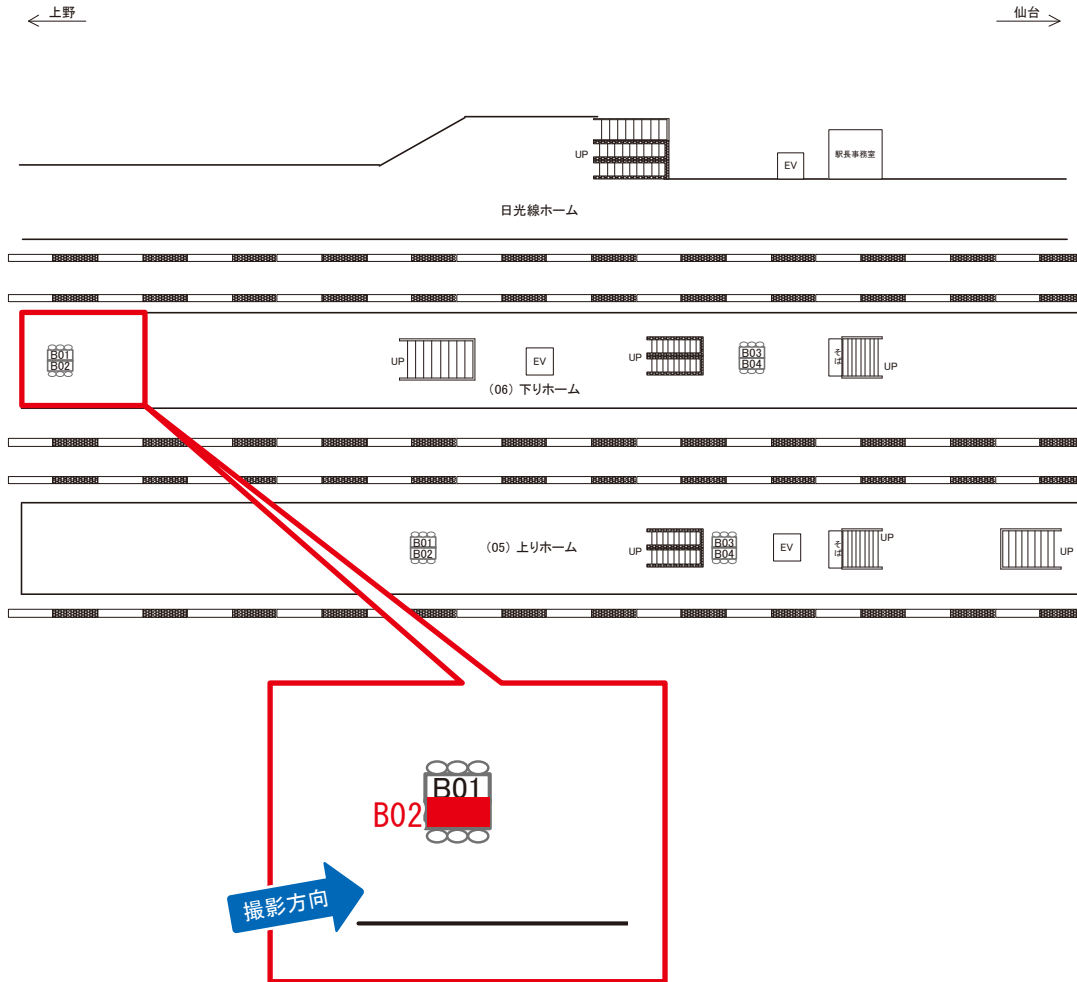 上野
仙台
UP
EV
駅長事務室
日光線ホーム
B01
B02
UP
EV
UP
B03
B04
そば
UP
(06) 下りホーム
B01
B02
(05) 上りホーム
UP
B03
B04
EV
そば
UP
UP
B01
B02
撮影方向